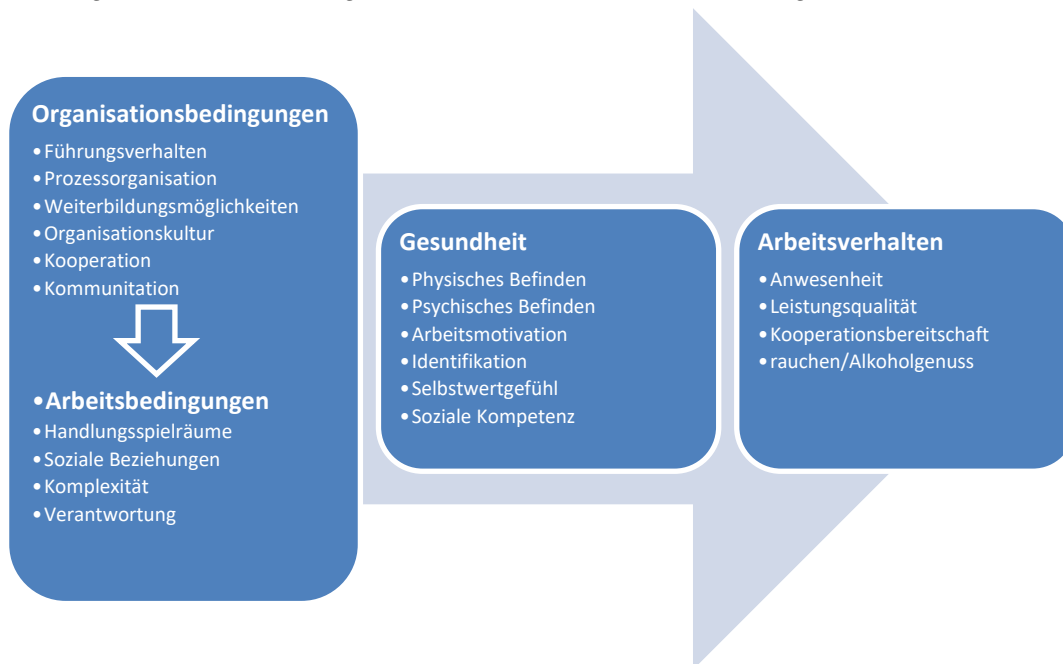 Organisationsbedingungen
•Führungsverhalten
•Prozessorganisation
•Weiterbildungsmöglichkeiten
•Organisationskultur
•Kooperation
•Kommunitation
•Arbeitsbedingungen
•Handlungsspielräume
•Soziale Beziehungen
•Komplexität
•Verantwortung
Gesundheit
•Physisches Befinden
•Psychisches Befinden
•Arbeitsmotivation
•Identifikation
•Selbstwertgefühl
•Soziale Kompetenz
Arbeitsverhalten
•Anwesenheit
•Leistungsqualität
•Kooperationsbereitschaft
•rauchen/Alkoholgenuss